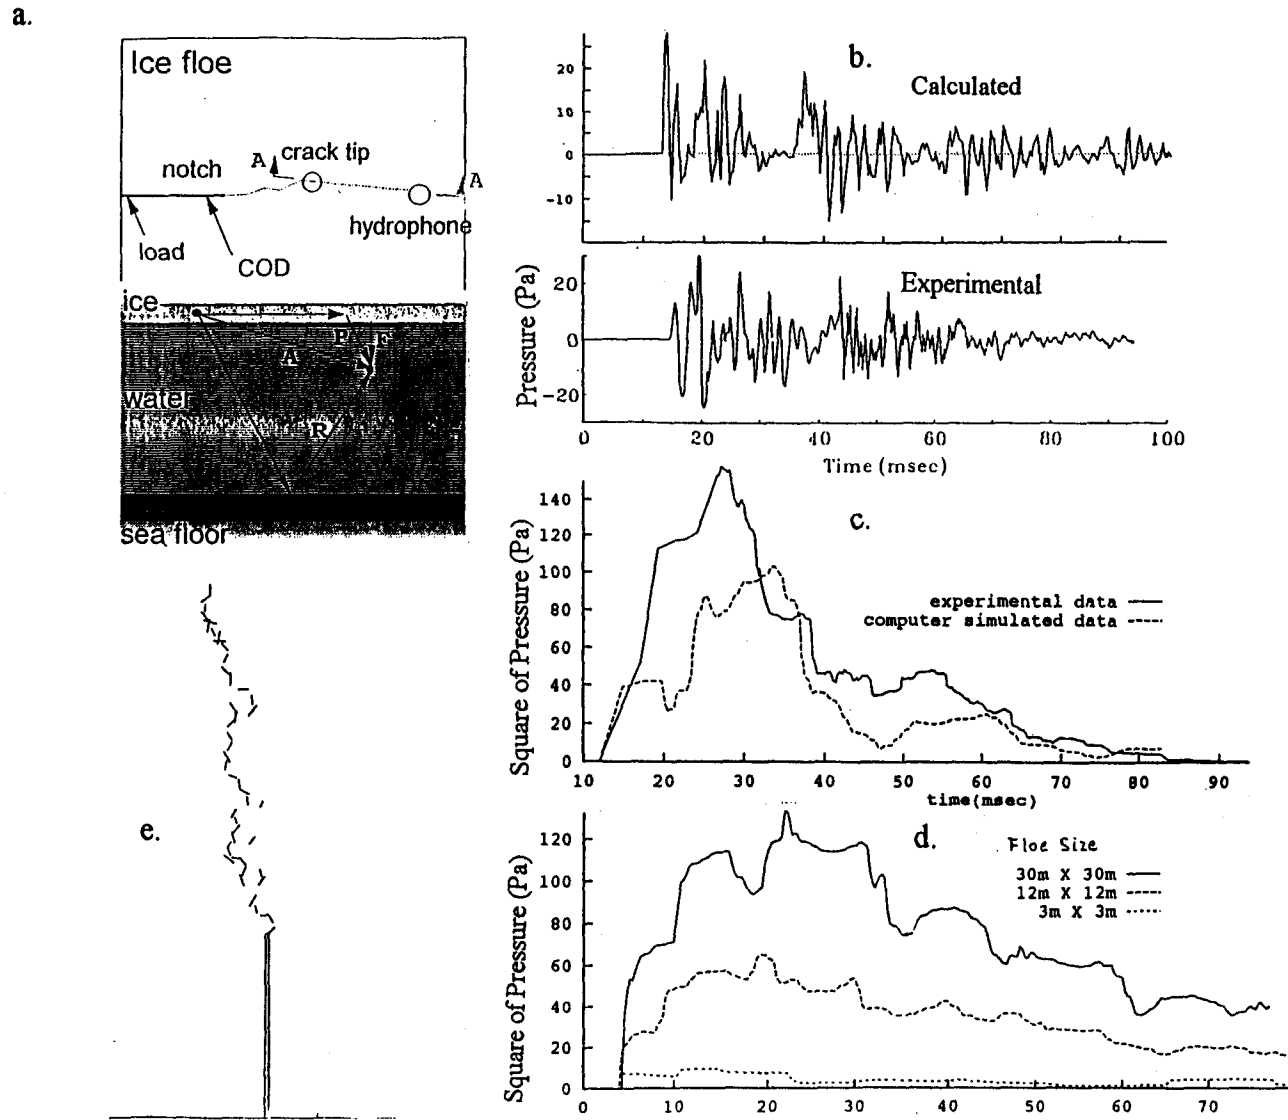 a.
Ice floe
notch
A
crack tip
A
hydrophone
load
COD
ice
P
F
A
water
R
sea floor
e.
b.
Calculated
20
10
0
-10
Experimental
Pressure (Pa)
20
0
-20
0 20 40 60 80 100
Time (msec)
c.
Square of Pressure (Pa)
140
120
100
80
60
40
20
0
experimental data
computer simulated data
10 20 30 40 50 60 70 80 90
time(msec)
d.
Square of Pressure (Pa)
120
100
80
60
40
20
0
Floe Size
30m X 30m
12m X 12m
3m X 3m
0 10 20 30 40 50 60 70